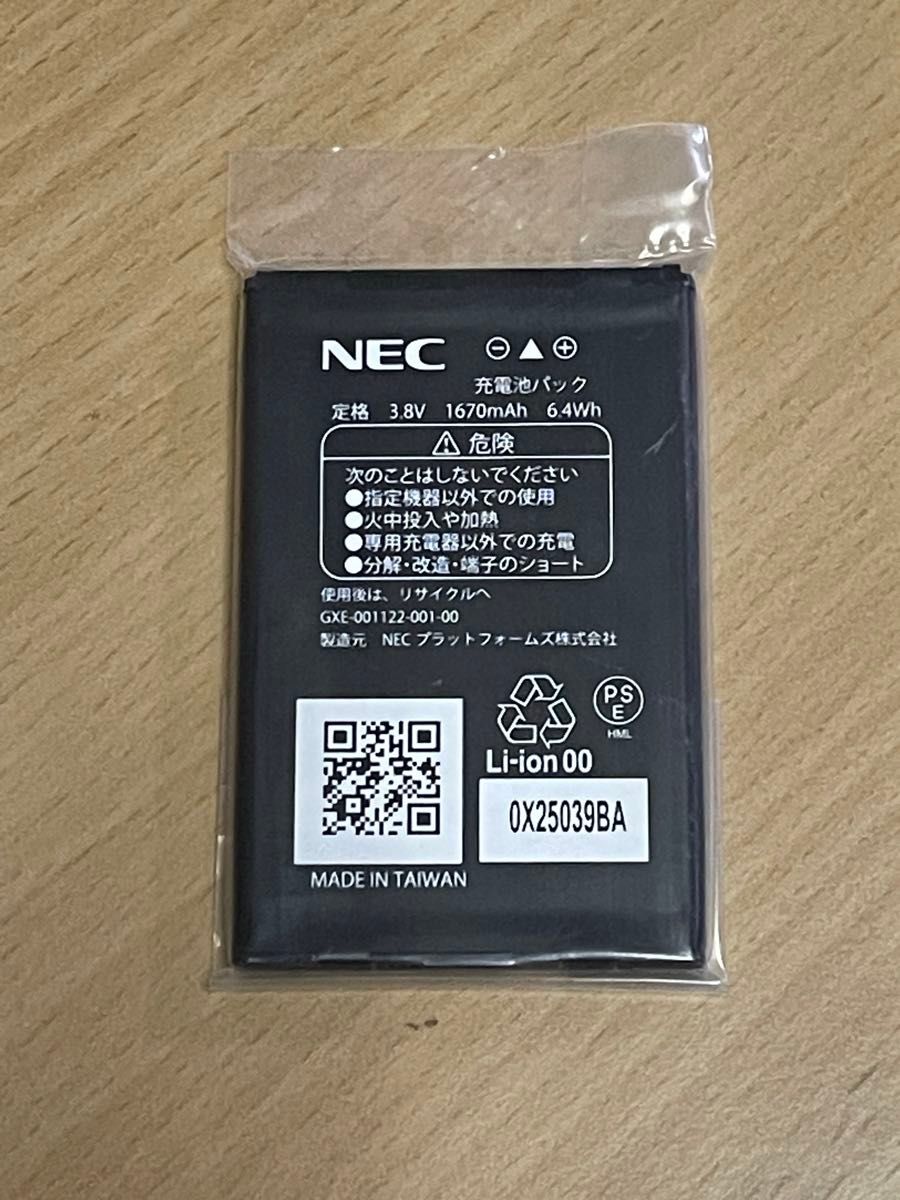 NEC ⊖▲⊕
充電池パック
定格 3.8V 1670mAh 6.4Wh
⚠危険
次のことはしないでください
●指定機器以外での使用
●火中投入や加熱
●専用充電器以外での充電
●分解・改造・端子のショート
使用後は、リサイクルへ
GXE-001122-001-00
製造元 NEC プラットフォームズ株式会社
PS
E
HML
Li-ion 00
0X25039BA
MADE IN TAIWAN